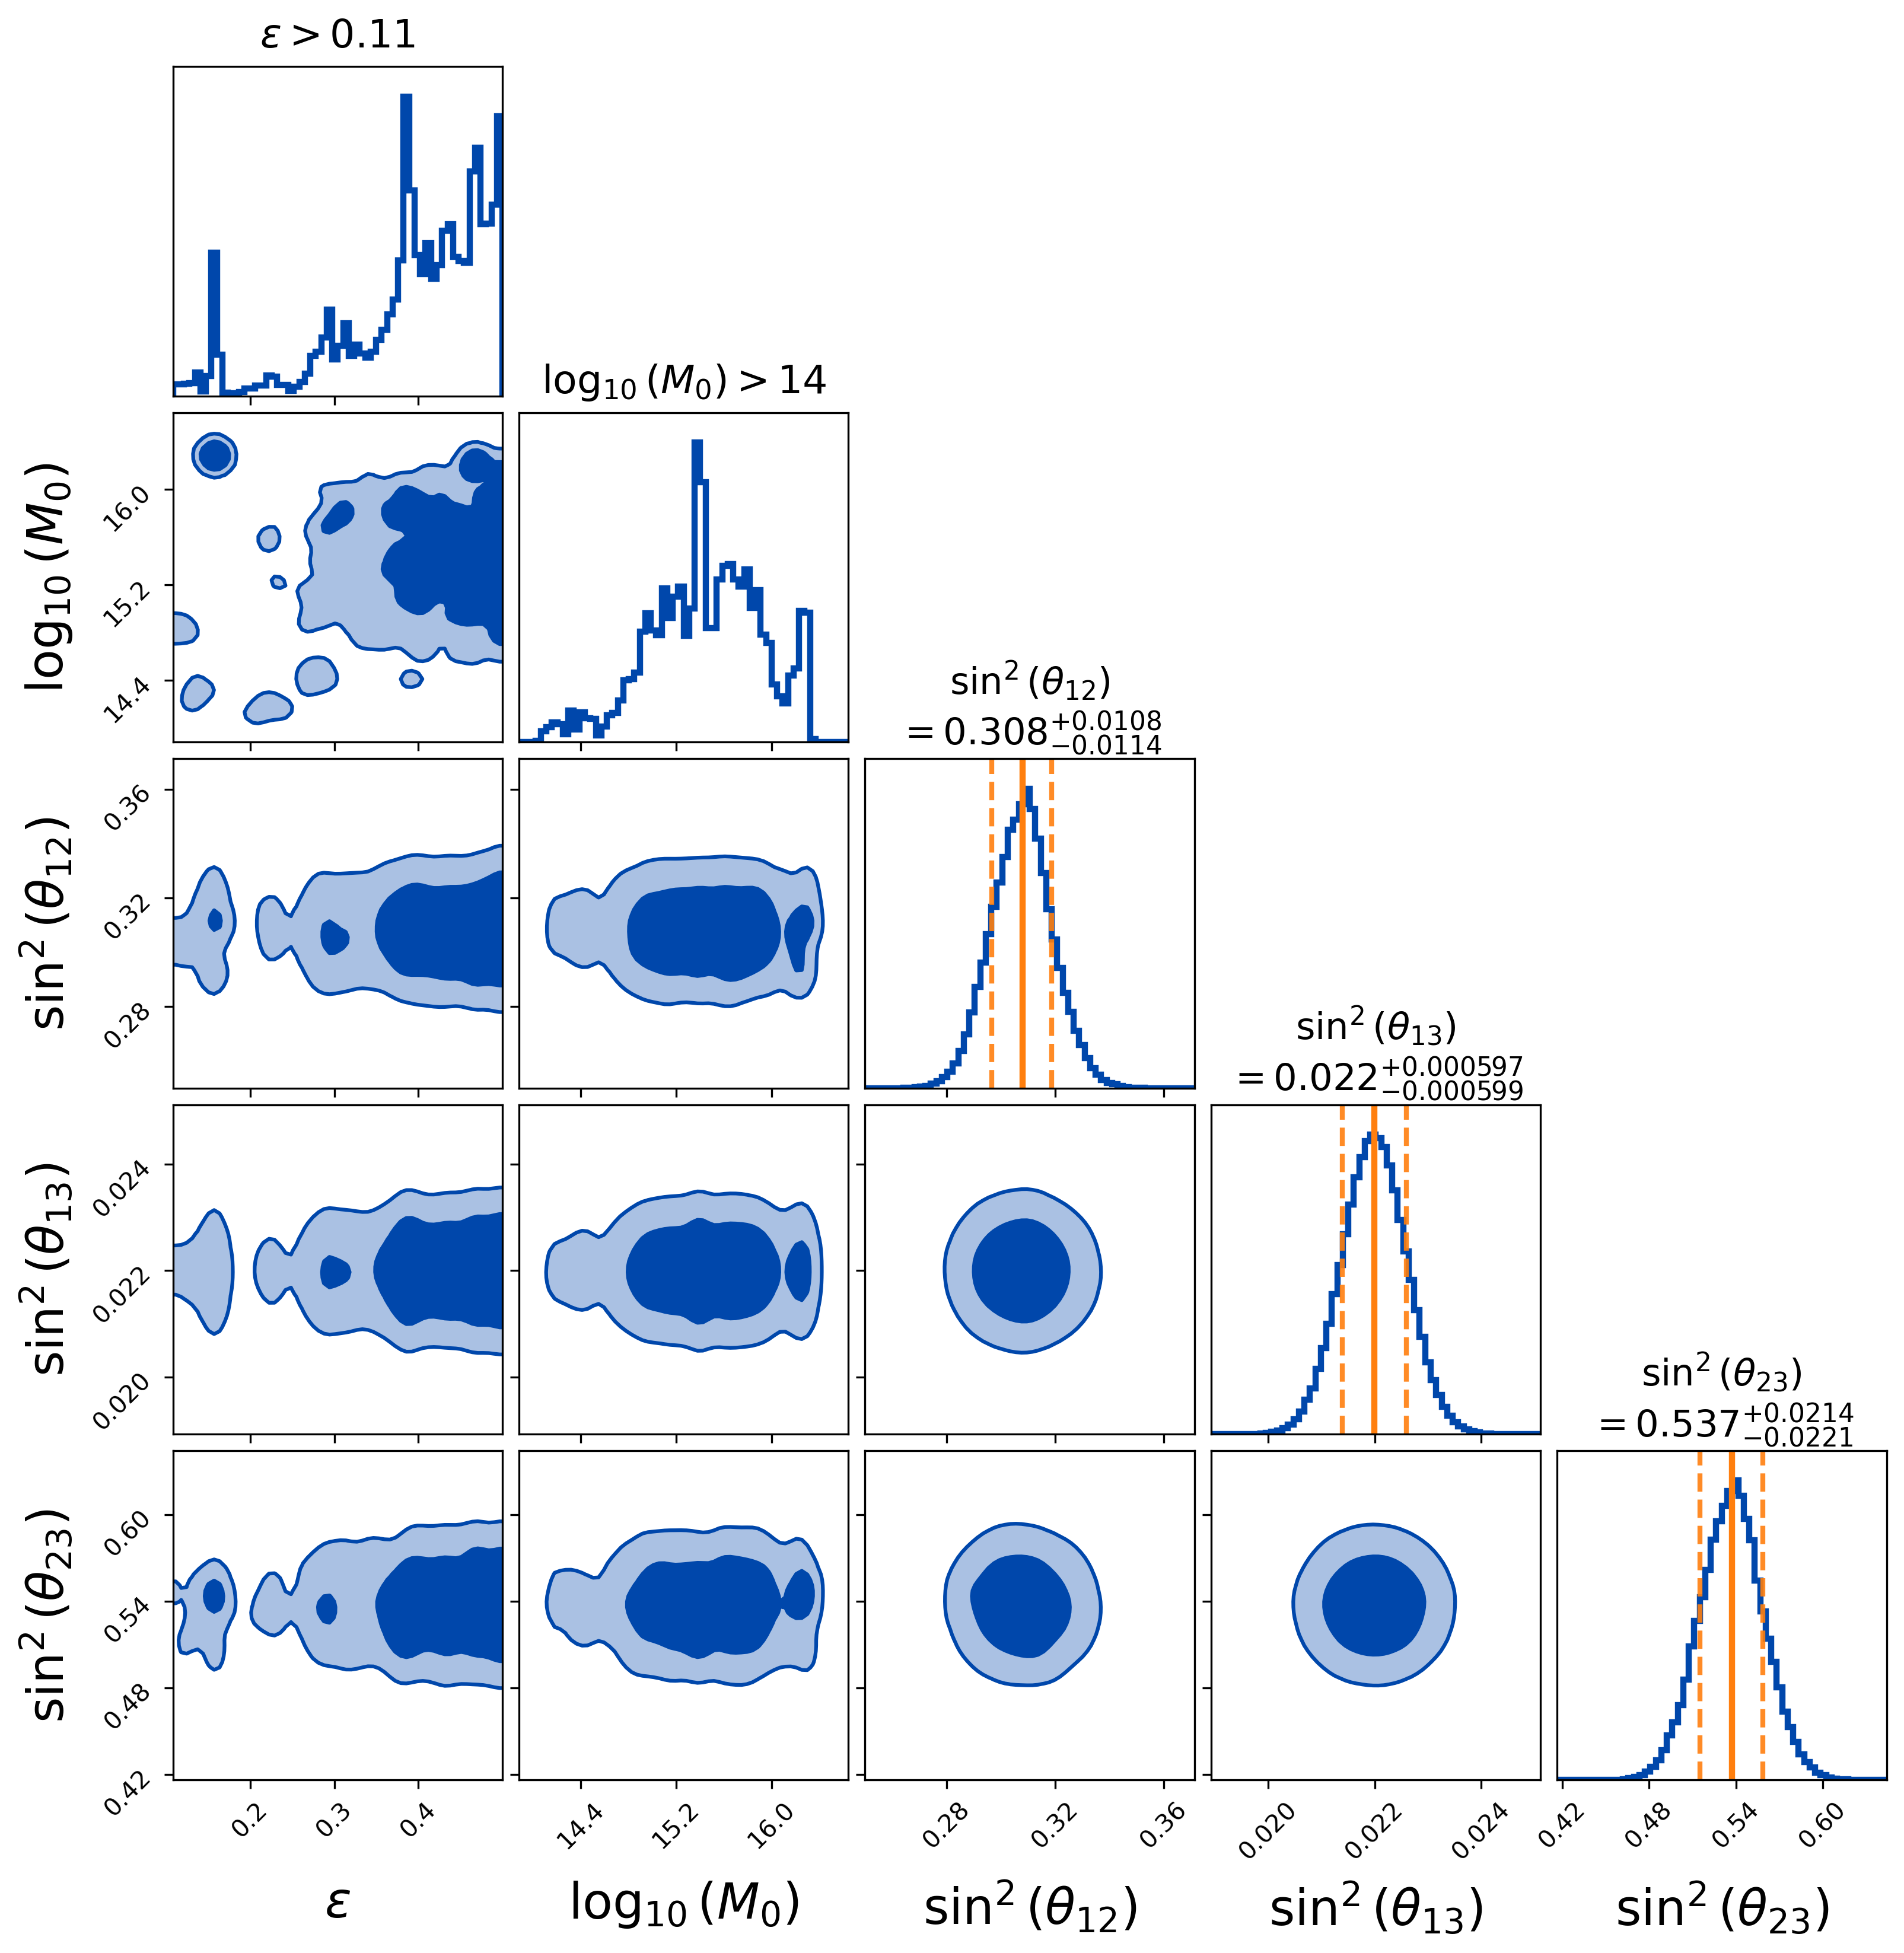 ε > 0.11
log₁₀ (M₀) > 14
log₁₀ (M₀)
16.0
15.2
14.4
sin² (θ₁₂)
= 0.308 +0.0108 −0.0114
sin² (θ₁₂)
0.36
0.32
0.28
sin² (θ₁₃)
= 0.022 +0.000597 −0.000599
sin² (θ₁₃)
0.024
0.022
0.020
sin² (θ₂₃)
= 0.537 +0.0214 −0.0221
sin² (θ₂₃)
0.60
0.54
0.48
0.42
0.2 0.3 0.4 14.4 15.2 16.0 0.28 0.32 0.36 0.020 0.022 0.024 0.42 0.48 0.54 0.60
ε log₁₀ (M₀) sin² (θ₁₂) sin² (θ₁₃) sin² (θ₂₃)